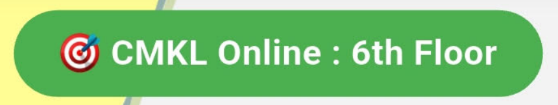 🎯 CMKL Online : 6th Floor